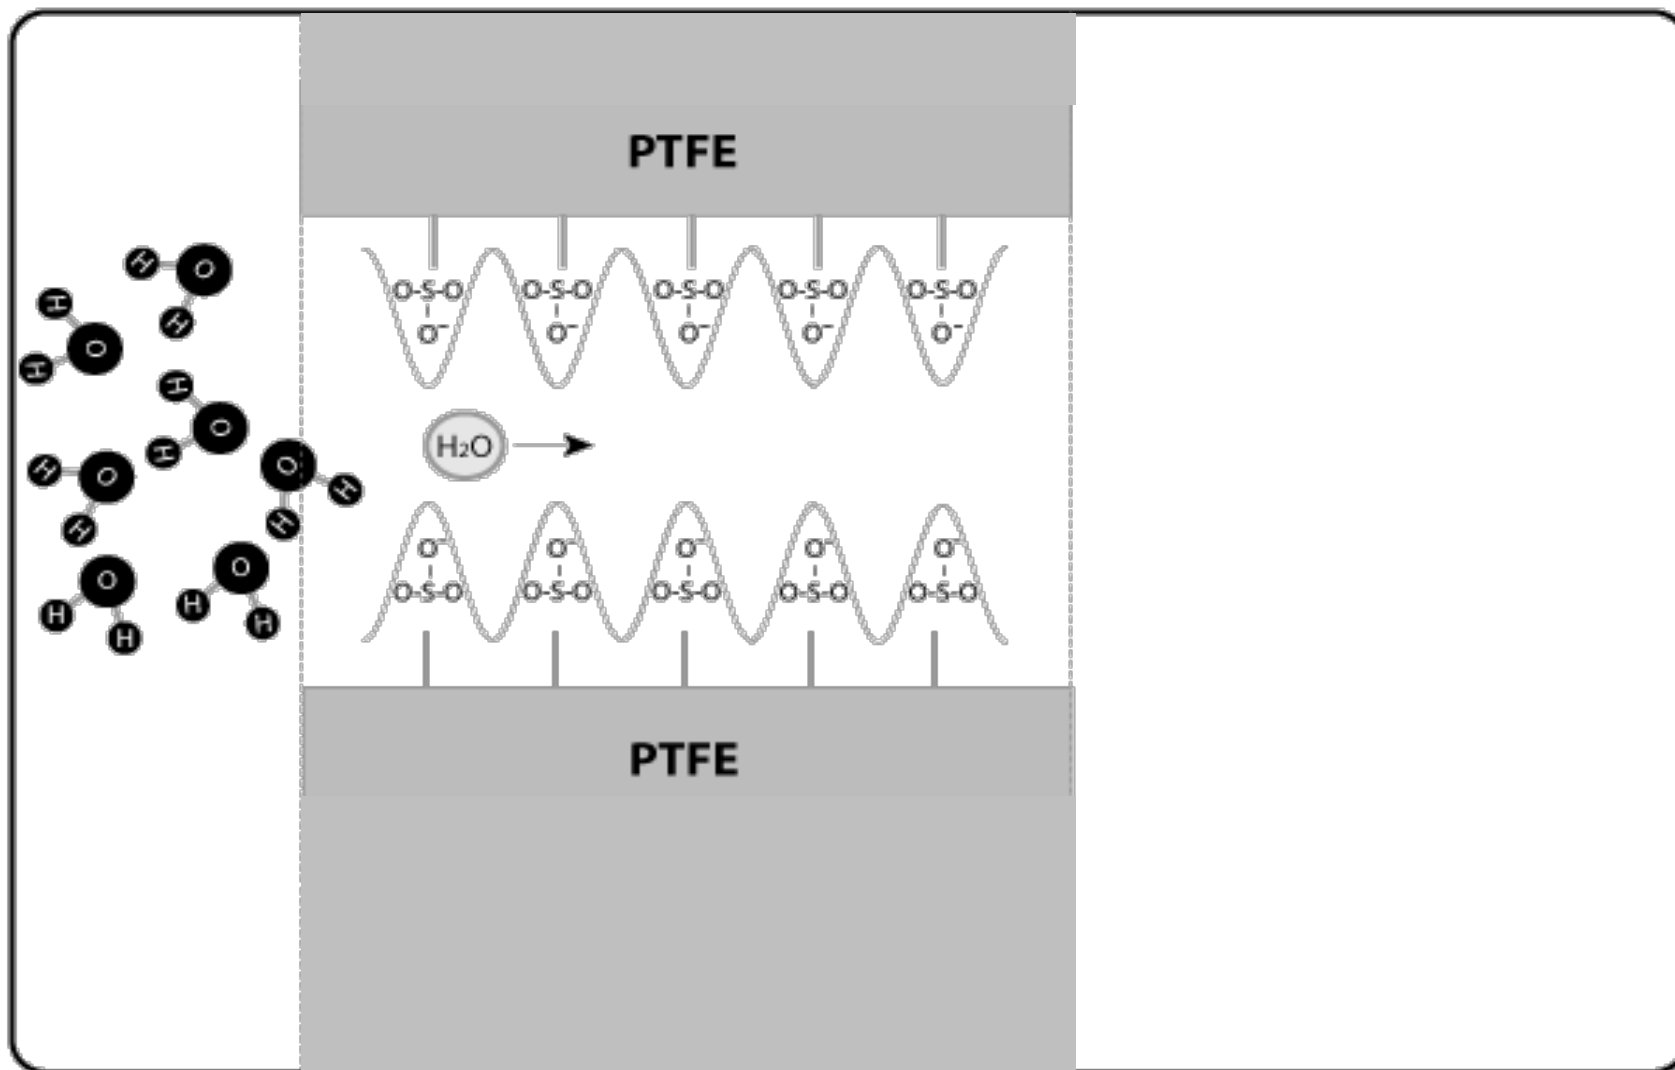 PTFE
O-S-O O-S-O O-S-O O-S-O O-S-O
O⁻ O⁻ O⁻ O⁻ O⁻
H₂O
O⁻ O⁻ O⁻ O⁻ O⁻
O-S-O O-S-O O-S-O O-S-O O-S-O
PTFE
H O H
H O H
H O H
H O H
O H H
O H H
O H H